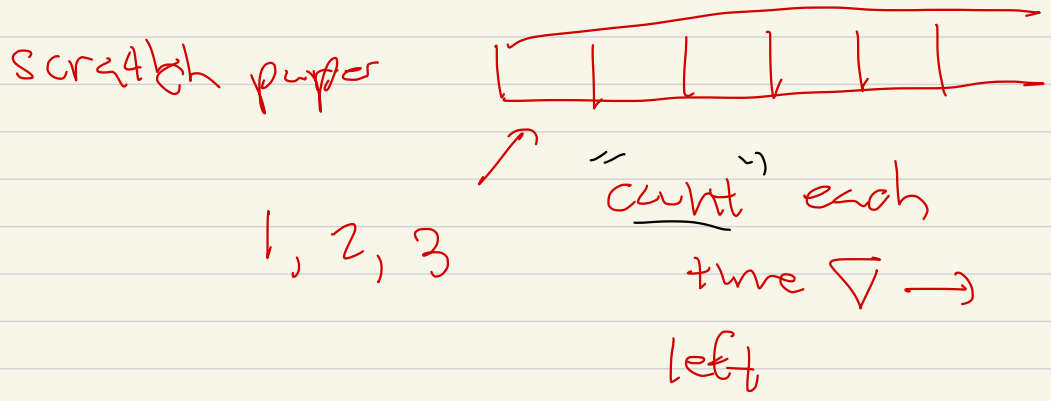 scratch paper
"count" each
1, 2, 3
time ▽ →
left